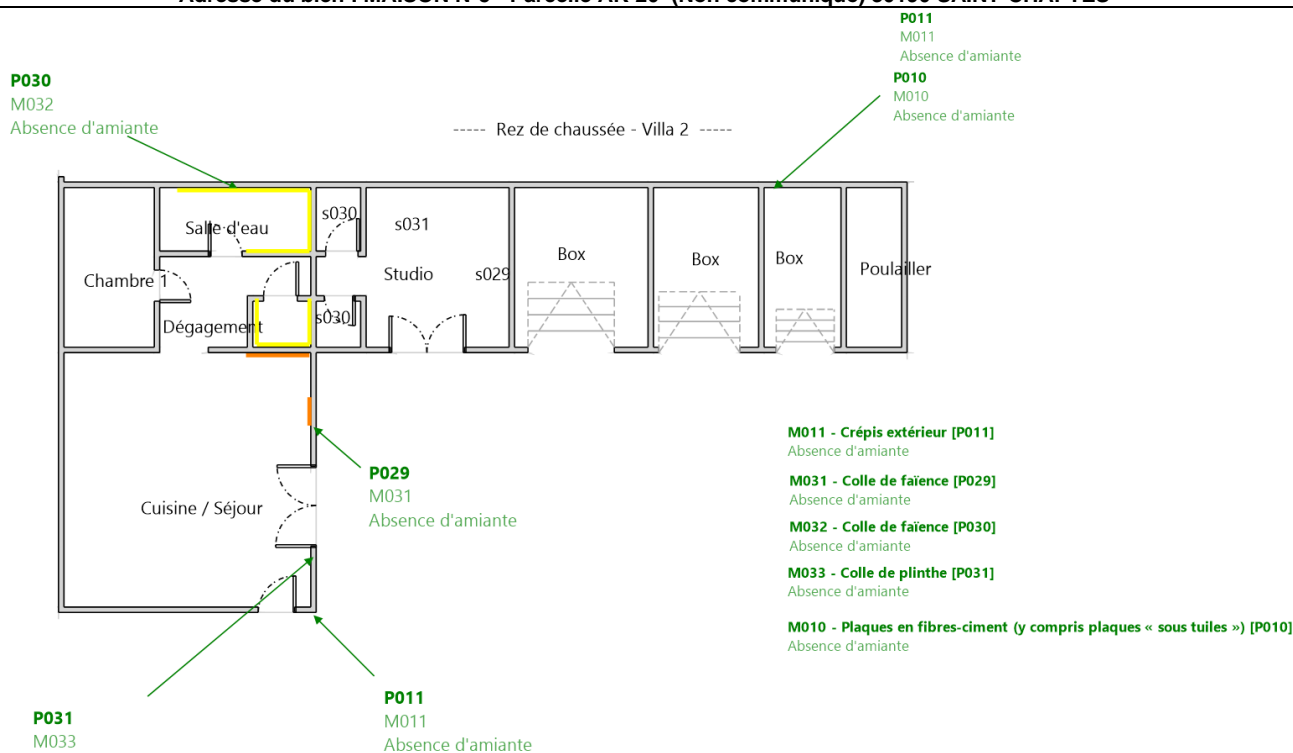 P011
M011
Absence d'amiante
P010
M010
Absence d'amiante
P030
M032
Absence d'amiante
----- Rez de chaussée - Villa 2 -----
Salle d'eau
s030
s031
Studio
s029
Box
Box
Box
Poulailler
Chambre 1
Dégagement
s030
Cuisine / Séjour
P029
M031
Absence d'amiante
M011 - Crépis extérieur [P011]
Absence d'amiante
M031 - Colle de faïence [P029]
Absence d'amiante
M032 - Colle de faïence [P030]
Absence d'amiante
M033 - Colle de plinthe [P031]
Absence d'amiante
M010 - Plaques en fibres-ciment (y compris plaques « sous tuiles ») [P010]
Absence d'amiante
P031
M033
P011
M011
Absence d'amiante